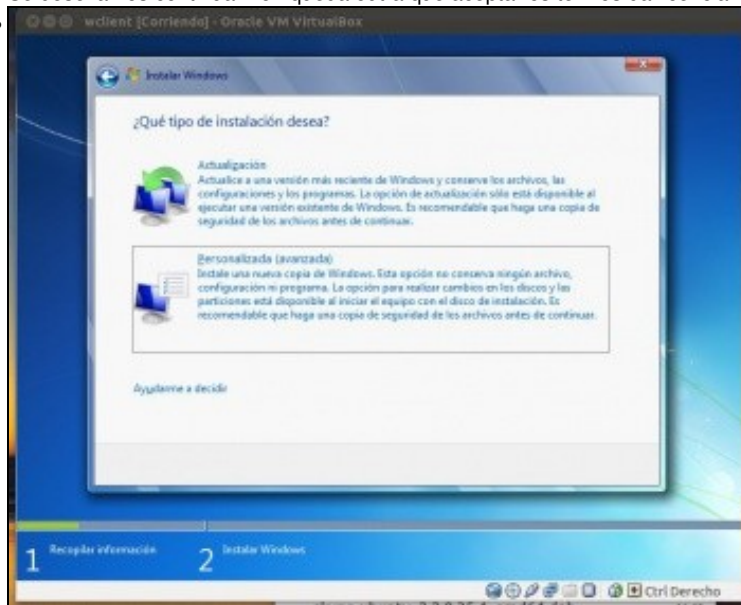 wclient [Corriendo] - Oracle VM VirtualBox
Instalar Windows
¿Qué tipo de instalación desea?
Actualización
Actualice a una versión más reciente de Windows y conserve los archivos, las
configuraciones y los programas. La opción de actualización sólo está disponible al
ejecutar una versión existente de Windows. Es recomendable que haga una copia de
seguridad de los archivos antes de continuar.
Personalizada (avanzada)
Instale una nueva copia de Windows. Esta opción no conserva ningún archivo,
configuración ni programa. La opción para realizar cambios en los discos y las
particiones está disponible al iniciar el equipo con el disco de instalación. Es
recomendable que haga una copia de seguridad de los archivos antes de continuar.
Ayudarme a decidir
1 Recopilar información 2 Instalar Windows
Ctrl Derecho